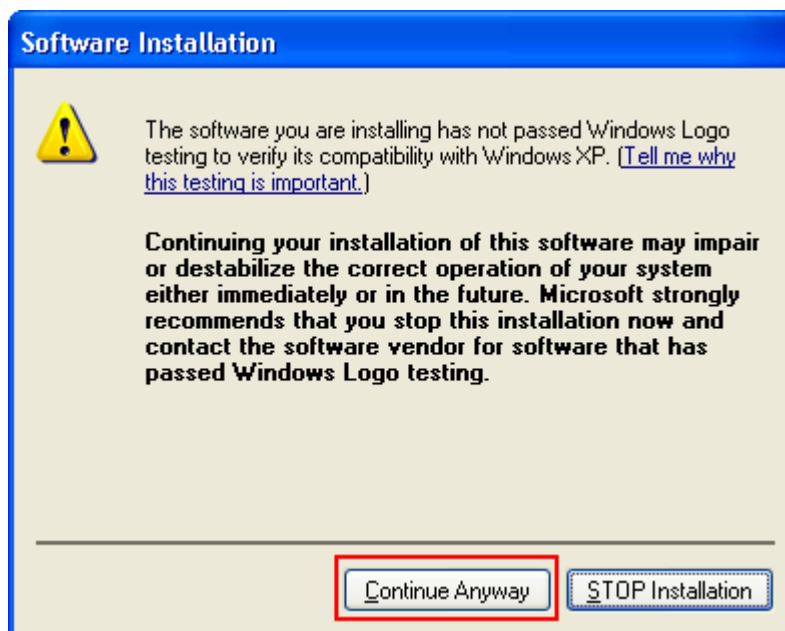 Software Installation
The software you are installing has not passed Windows Logo
testing to verify its compatibility with Windows XP. (Tell me why
this testing is important.)
Continuing your installation of this software may impair
or destabilize the correct operation of your system
either immediately or in the future. Microsoft strongly
recommends that you stop this installation now and
contact the software vendor for software that has
passed Windows Logo testing.
Continue Anyway
STOP Installation